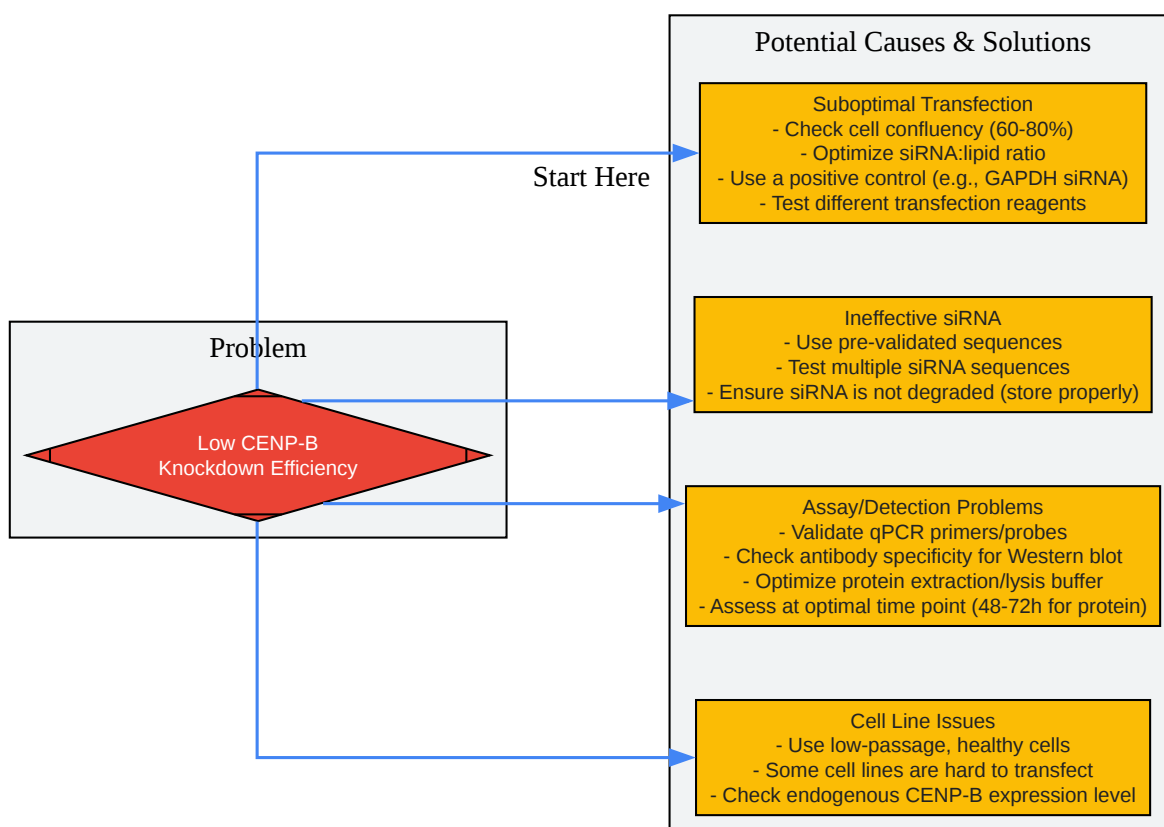 Potential Causes & Solutions
Suboptimal Transfection
- Check cell confluency (60-80%)
- Optimize siRNA:lipid ratio
- Use a positive control (e.g., GAPDH siRNA)
- Test different transfection reagents
Start Here
Ineffective siRNA
- Use pre-validated sequences
- Test multiple siRNA sequences
- Ensure siRNA is not degraded (store properly)
Problem
Low CENP-B
Knockdown Efficiency
Assay/Detection Problems
- Validate qPCR primers/probes
- Check antibody specificity for Western blot
- Optimize protein extraction/lysis buffer
- Assess at optimal time point (48-72h for protein)
Cell Line Issues
- Use low-passage, healthy cells
- Some cell lines are hard to transfect
- Check endogenous CENP-B expression level